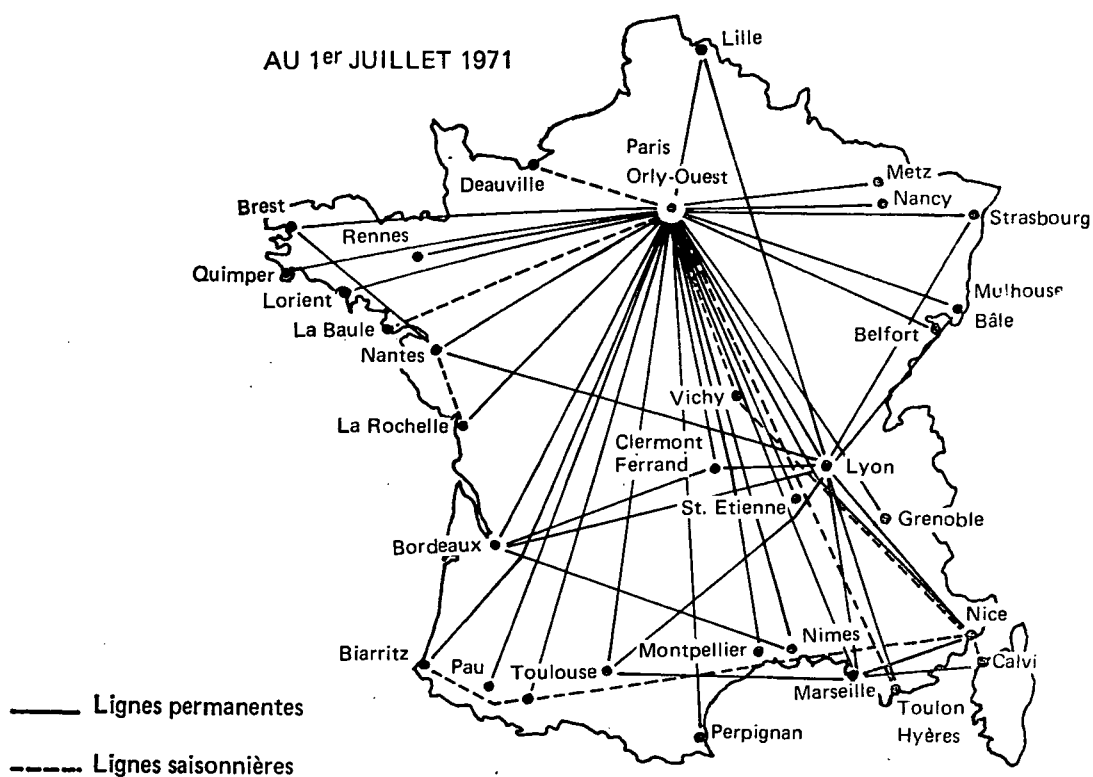 AU 1er JUILLET 1971
Lille
Paris
Orly-Ouest
Deauville
Metz
Nancy
Strasbourg
Brest
Rennes
Quimper
Lorient
La Baule
Nantes
Mulhouse
Bâle
Belfort
La Rochelle
Vichy
Clermont
Ferrand
Lyon
St. Etienne
Grenoble
Bordeaux
Nice
Nimes
Montpellier
Biarritz
Pau
Toulouse
Calvi
Marseille
Toulon
Hyères
Perpignan
Lignes permanentes
Lignes saisonnières